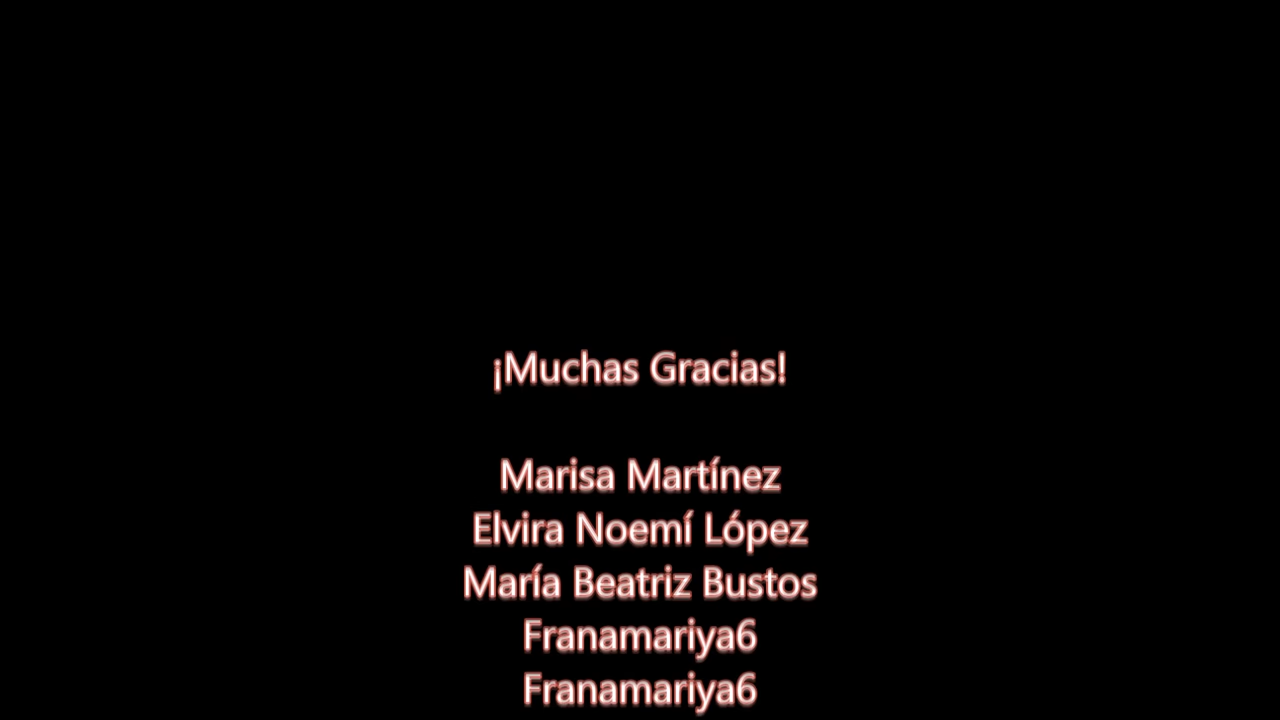 ¡Muchas Gracias!
Marisa Martínez
Elvira Noemí López
María Beatriz Bustos
Franamariya6
Franamariya6